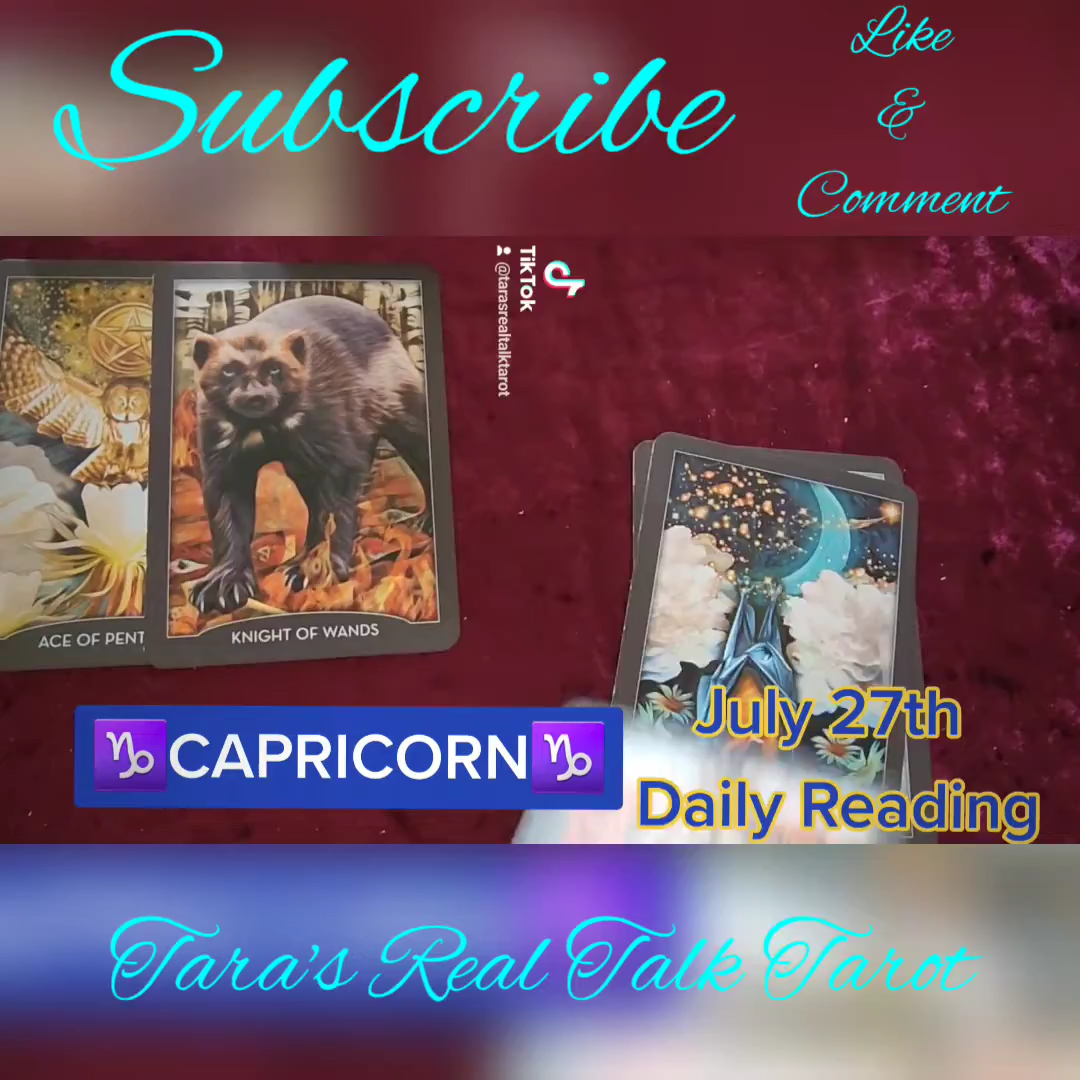 Subscribe
Like
&
Comment
TikTok
@tarasrealtalktarot
ACE OF PENT
KNIGHT OF WANDS
♑CAPRICORN♑
July 27th
Daily Reading
Tara's Real Talk Tarot